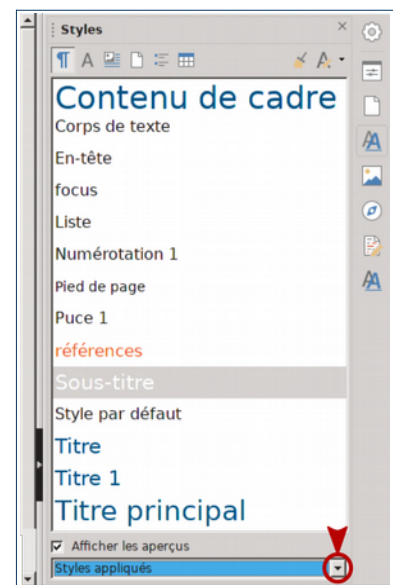 Styles
Contenu de cadre
Corps de texte
En-tête
focus
Liste
Numérotation 1
Pied de page
Puce 1
références
Sous-titre
Style par défaut
Titre
Titre 1
Titre principal
Afficher les aperçus
Styles appliqués